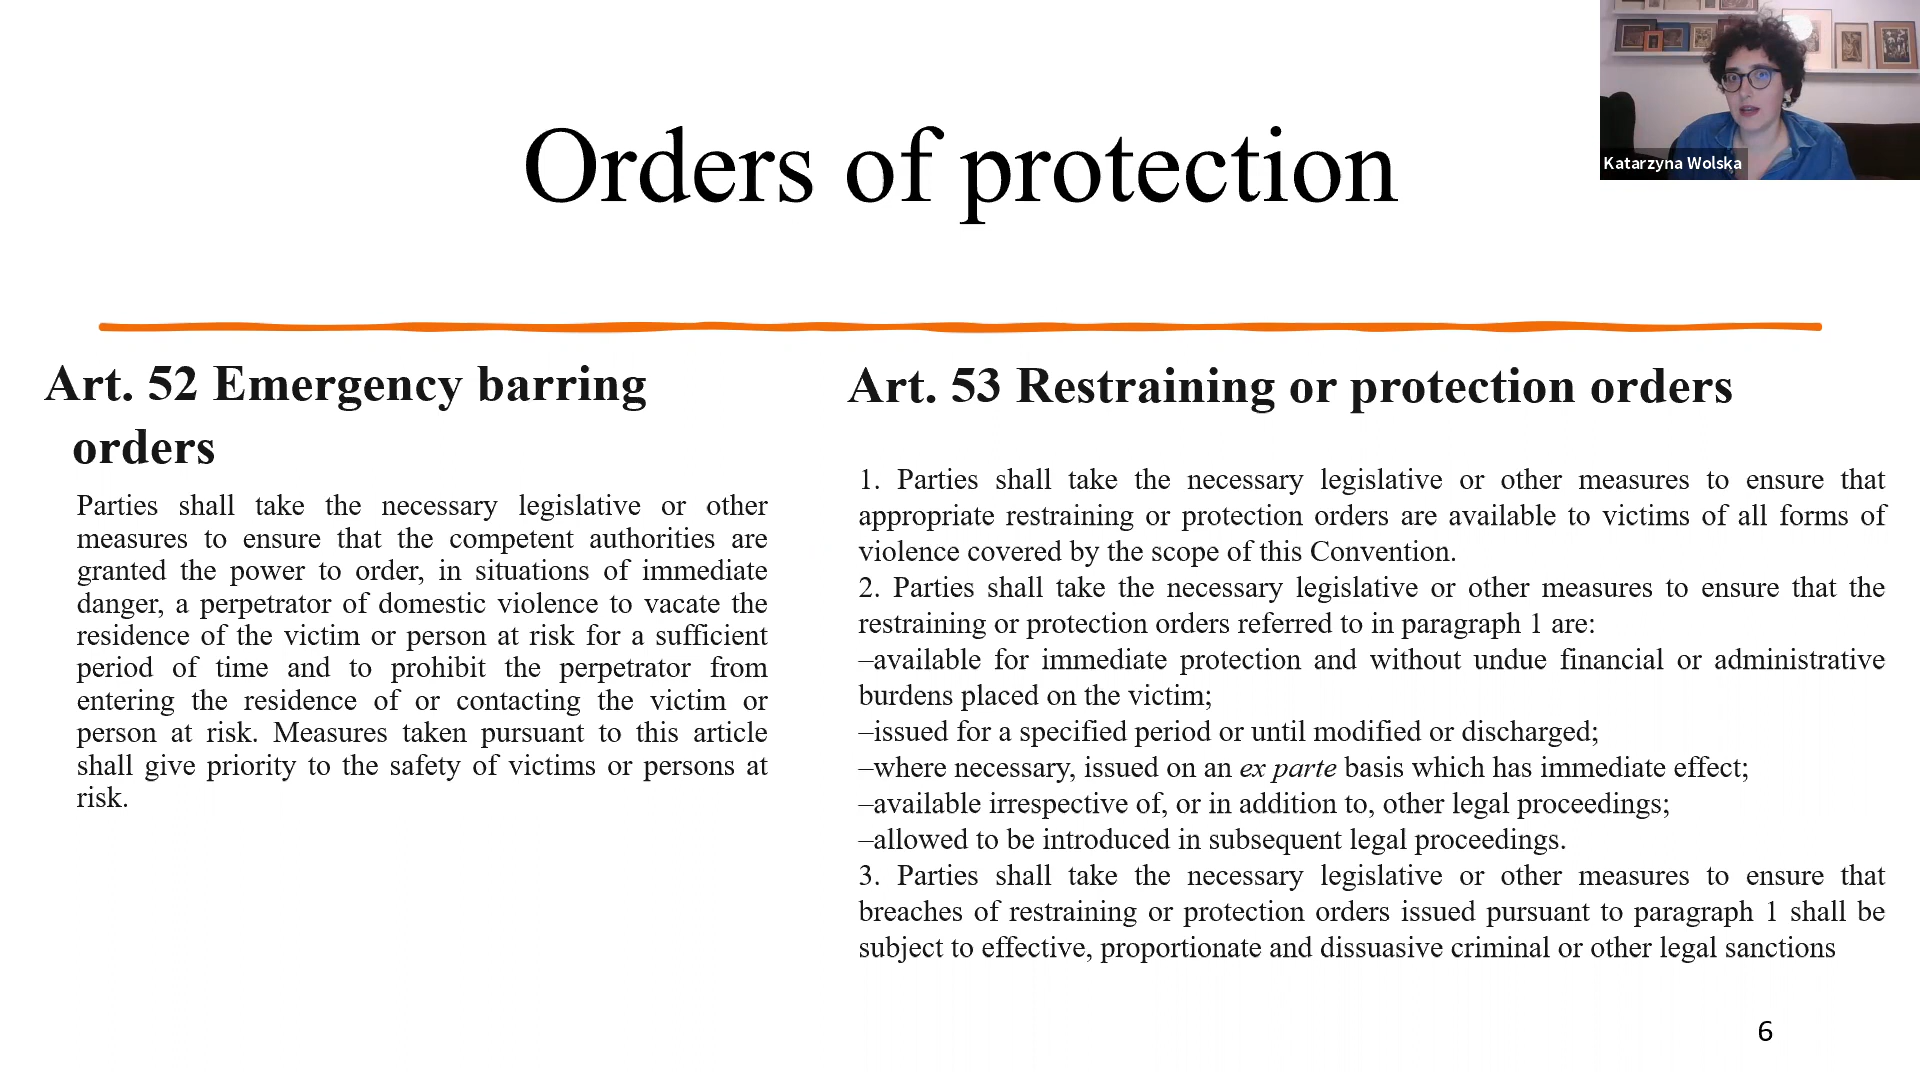 Orders of protection
Katarzyna Wolska
Art. 52 Emergency barring
orders
Parties shall take the necessary legislative or other
measures to ensure that the competent authorities are
granted the power to order, in situations of immediate
danger, a perpetrator of domestic violence to vacate the
residence of the victim or person at risk for a sufficient
period of time and to prohibit the perpetrator from
entering the residence of or contacting the victim or
person at risk. Measures taken pursuant to this article
shall give priority to the safety of victims or persons at
risk.
Art. 53 Restraining or protection orders
1. Parties shall take the necessary legislative or other measures to ensure that
appropriate restraining or protection orders are available to victims of all forms of
violence covered by the scope of this Convention.
2. Parties shall take the necessary legislative or other measures to ensure that the
restraining or protection orders referred to in paragraph 1 are:
–available for immediate protection and without undue financial or administrative
burdens placed on the victim;
–issued for a specified period or until modified or discharged;
–where necessary, issued on an ex parte basis which has immediate effect;
–available irrespective of, or in addition to, other legal proceedings;
–allowed to be introduced in subsequent legal proceedings.
3. Parties shall take the necessary legislative or other measures to ensure that
breaches of restraining or protection orders issued pursuant to paragraph 1 shall be
subject to effective, proportionate and dissuasive criminal or other legal sanctions
6